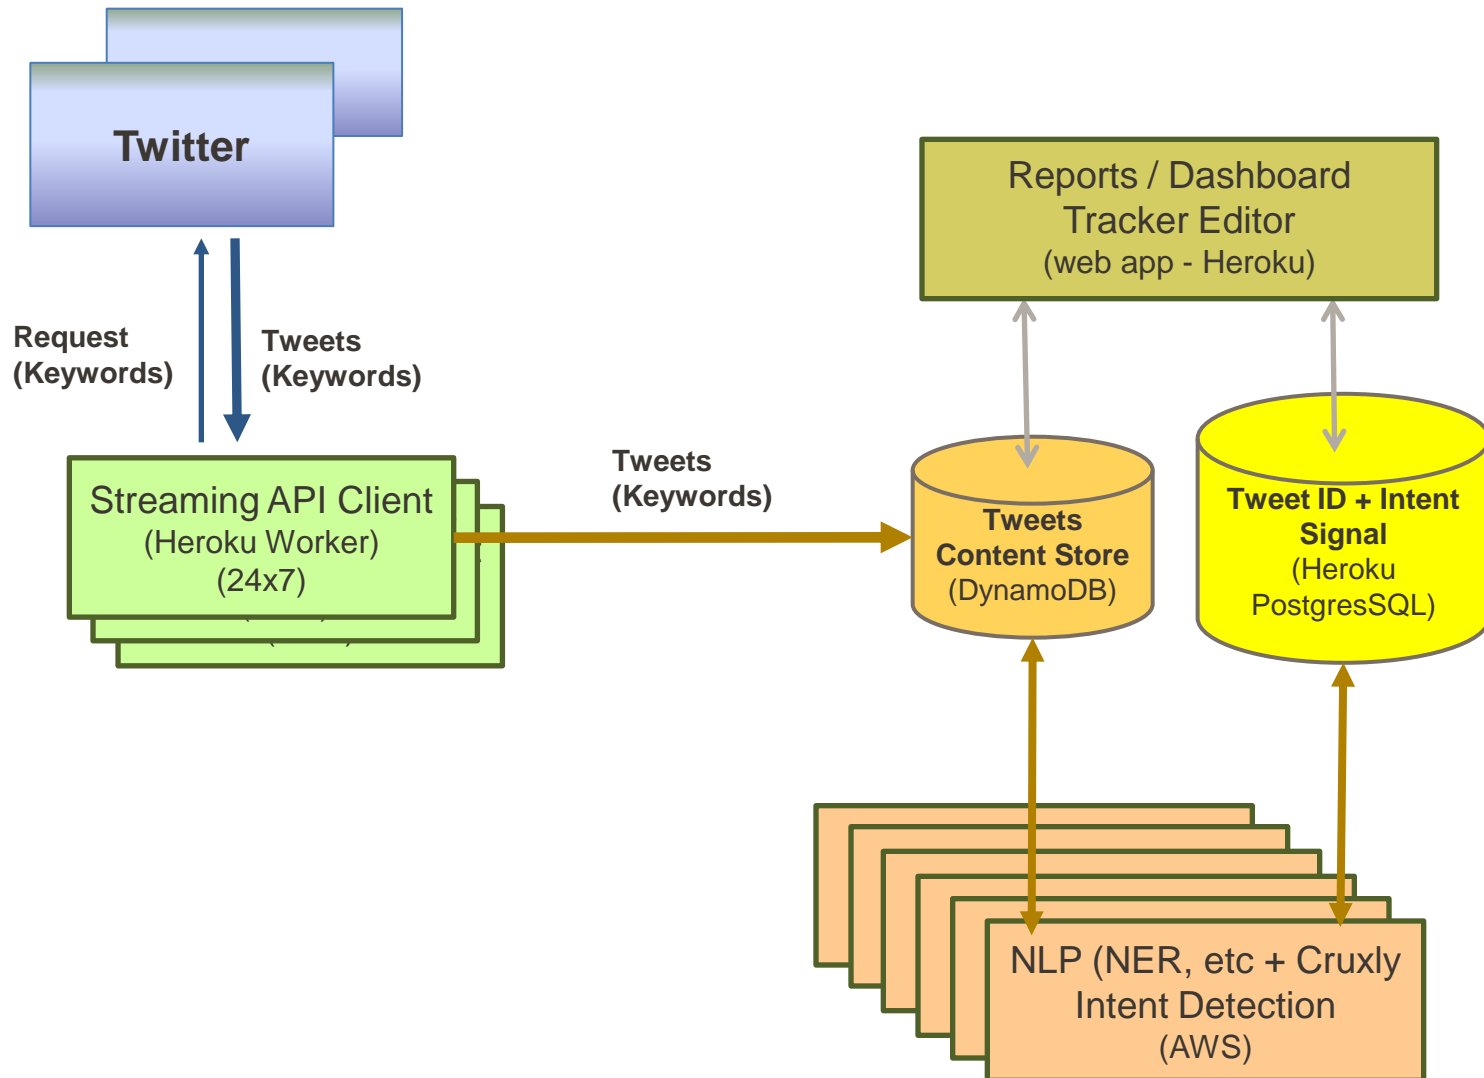 Twitter
Reports / Dashboard
Tracker Editor
(web app - Heroku)
Request
(Keywords)
Tweets
(Keywords)
Streaming API Client
(Heroku Worker)
(24x7)
Tweets
(Keywords)
Tweets
Content Store
(DynamoDB)
Tweet ID + Intent
Signal
(Heroku
PostgresSQL)
NLP (NER, etc + Cruxly
Intent Detection
(AWS)